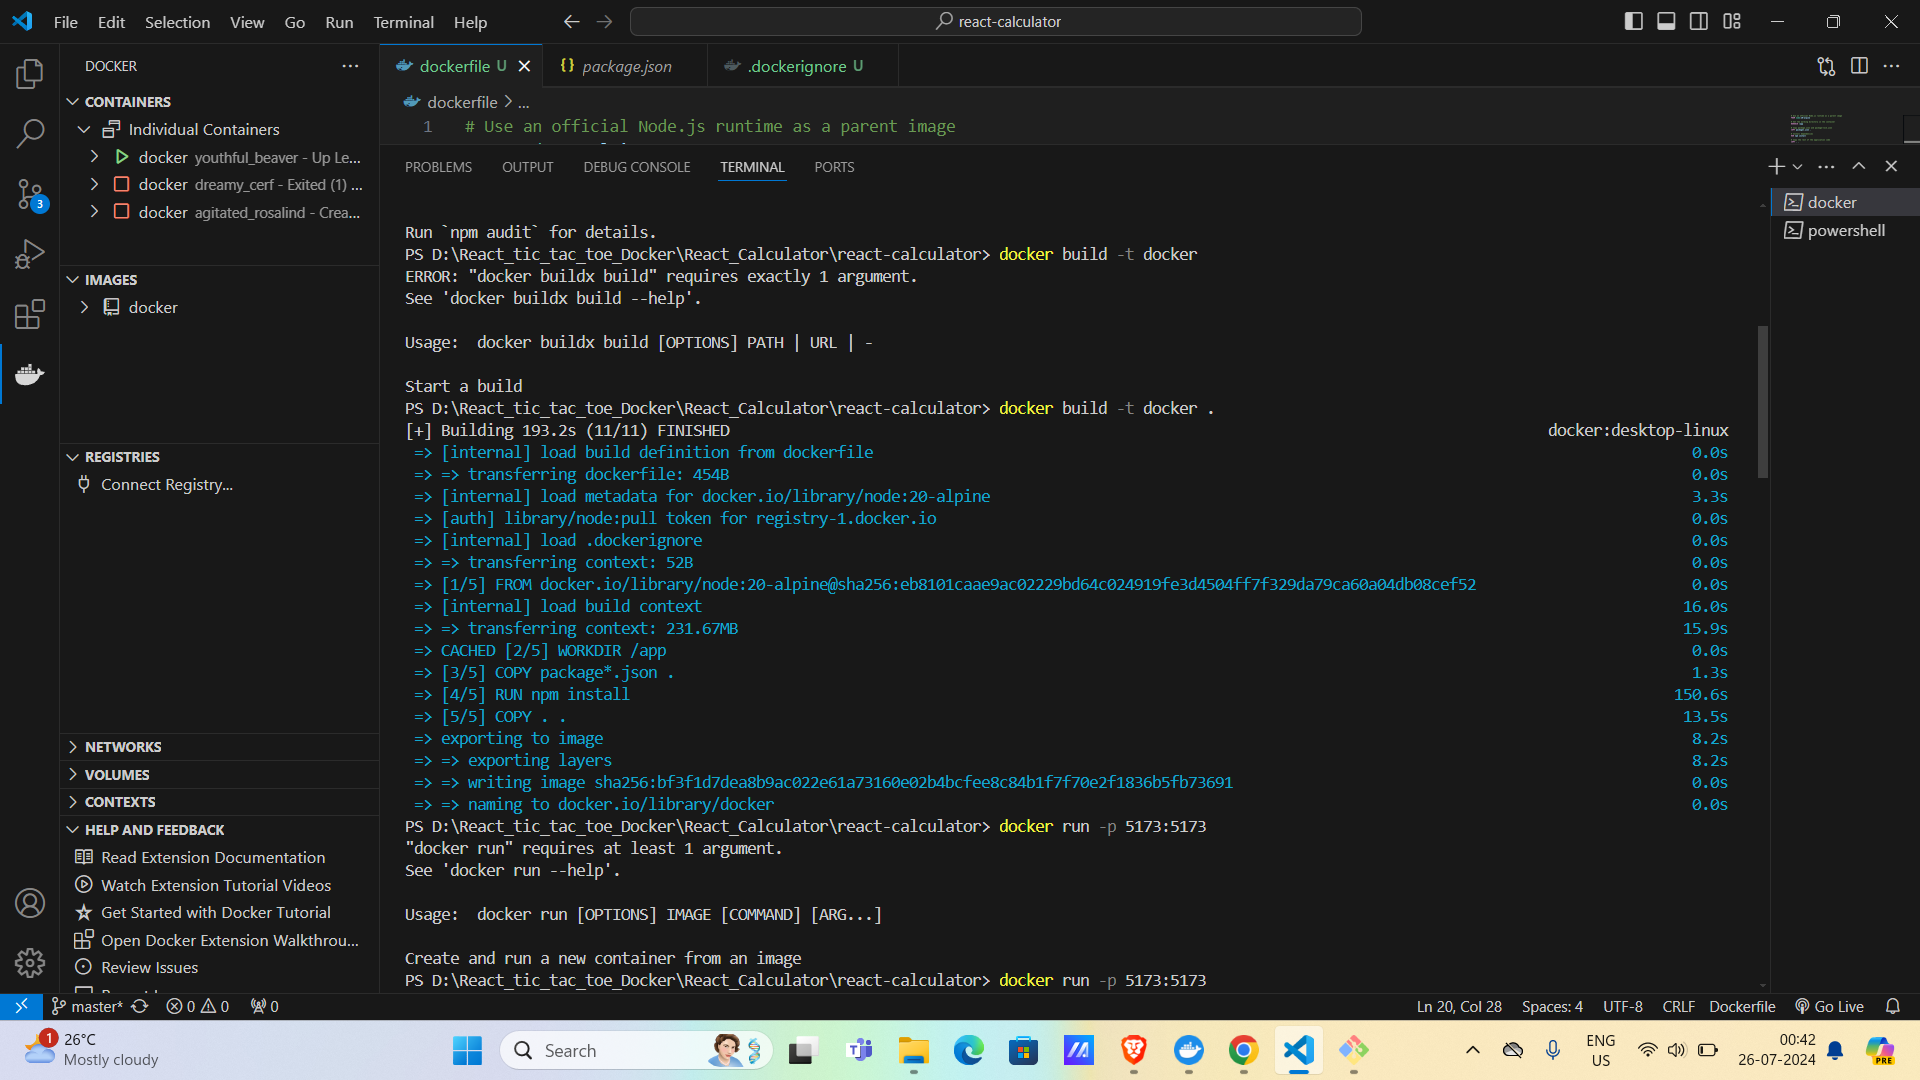 File Edit Selection View Go Run Terminal Help
react-calculator
DOCKER
CONTAINERS
Individual Containers
docker youthful_beaver - Up Le...
docker dreamy_cerf - Exited (1) ...
docker agitated_rosalind - Crea...
IMAGES
docker
REGISTRIES
Connect Registry...
NETWORKS
VOLUMES
CONTEXTS
HELP AND FEEDBACK
Read Extension Documentation
Watch Extension Tutorial Videos
Get Started with Docker Tutorial
Open Docker Extension Walkthrou...
Review Issues
3
dockerfile U
{} package.json
.dockerignore U
dockerfile > ...
1 # Use an official Node.js runtime as a parent image
PROBLEMS OUTPUT DEBUG CONSOLE TERMINAL PORTS
docker
powershell
Run `npm audit` for details.
PS D:\React_tic_tac_toe_Docker\React_Calculator\react-calculator> docker build -t docker
ERROR: "docker buildx build" requires exactly 1 argument.
See 'docker buildx build --help'.
Usage:  docker buildx build [OPTIONS] PATH | URL | -
Start a build
PS D:\React_tic_tac_toe_Docker\React_Calculator\react-calculator> docker build -t docker .
[+] Building 193.2s (11/11) FINISHED docker:desktop-linux
=> [internal] load build definition from dockerfile 0.0s
=> => transferring dockerfile: 454B 0.0s
=> [internal] load metadata for docker.io/library/node:20-alpine 3.3s
=> [auth] library/node:pull token for registry-1.docker.io 0.0s
=> [internal] load .dockerignore 0.0s
=> => transferring context: 52B 0.0s
=> [1/5] FROM docker.io/library/node:20-alpine@sha256:eb8101caae9ac02229bd64c024919fe3d4504ff7f329da79ca60a04db08cef52 0.0s
=> [internal] load build context 16.0s
=> => transferring context: 231.67MB 15.9s
=> CACHED [2/5] WORKDIR /app 0.0s
=> [3/5] COPY package*.json . 1.3s
=> [4/5] RUN npm install 150.6s
=> [5/5] COPY . . 13.5s
=> exporting to image 8.2s
=> => exporting layers 8.2s
=> => writing image sha256:bf3f1d7dea8b9ac022e61a73160e02b4bcfee8c84b1f7f70e2f1836b5fb73691 0.0s
=> => naming to docker.io/library/docker 0.0s
PS D:\React_tic_tac_toe_Docker\React_Calculator\react-calculator> docker run -p 5173:5173
"docker run" requires at least 1 argument.
See 'docker run --help'.
Usage:  docker run [OPTIONS] IMAGE [COMMAND] [ARG...]
Create and run a new container from an image
PS D:\React_tic_tac_toe_Docker\React_Calculator\react-calculator> docker run -p 5173:5173
master* 0 0 0 Ln 20, Col 28 Spaces: 4 UTF-8 CRLF Dockerfile Go Live
1 26°C
Mostly cloudy
Search
ENG
US
00:42
26-07-2024
PRE